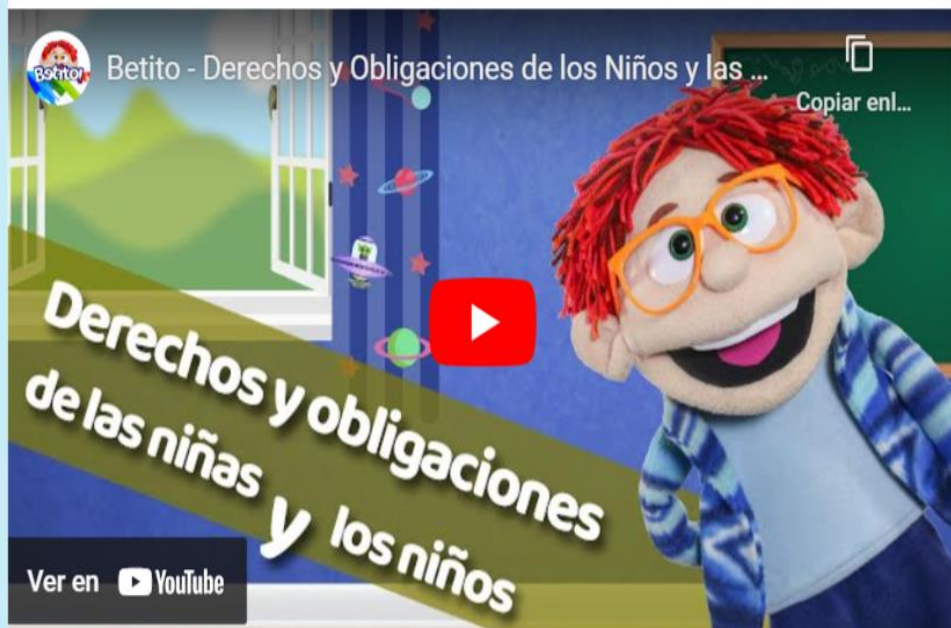 Betito
Betito - Derechos y Obligaciones de los Niños y las ...
Copiar enl...
Derechos y obligaciones
de las niñas y los niños
Ver en YouTube